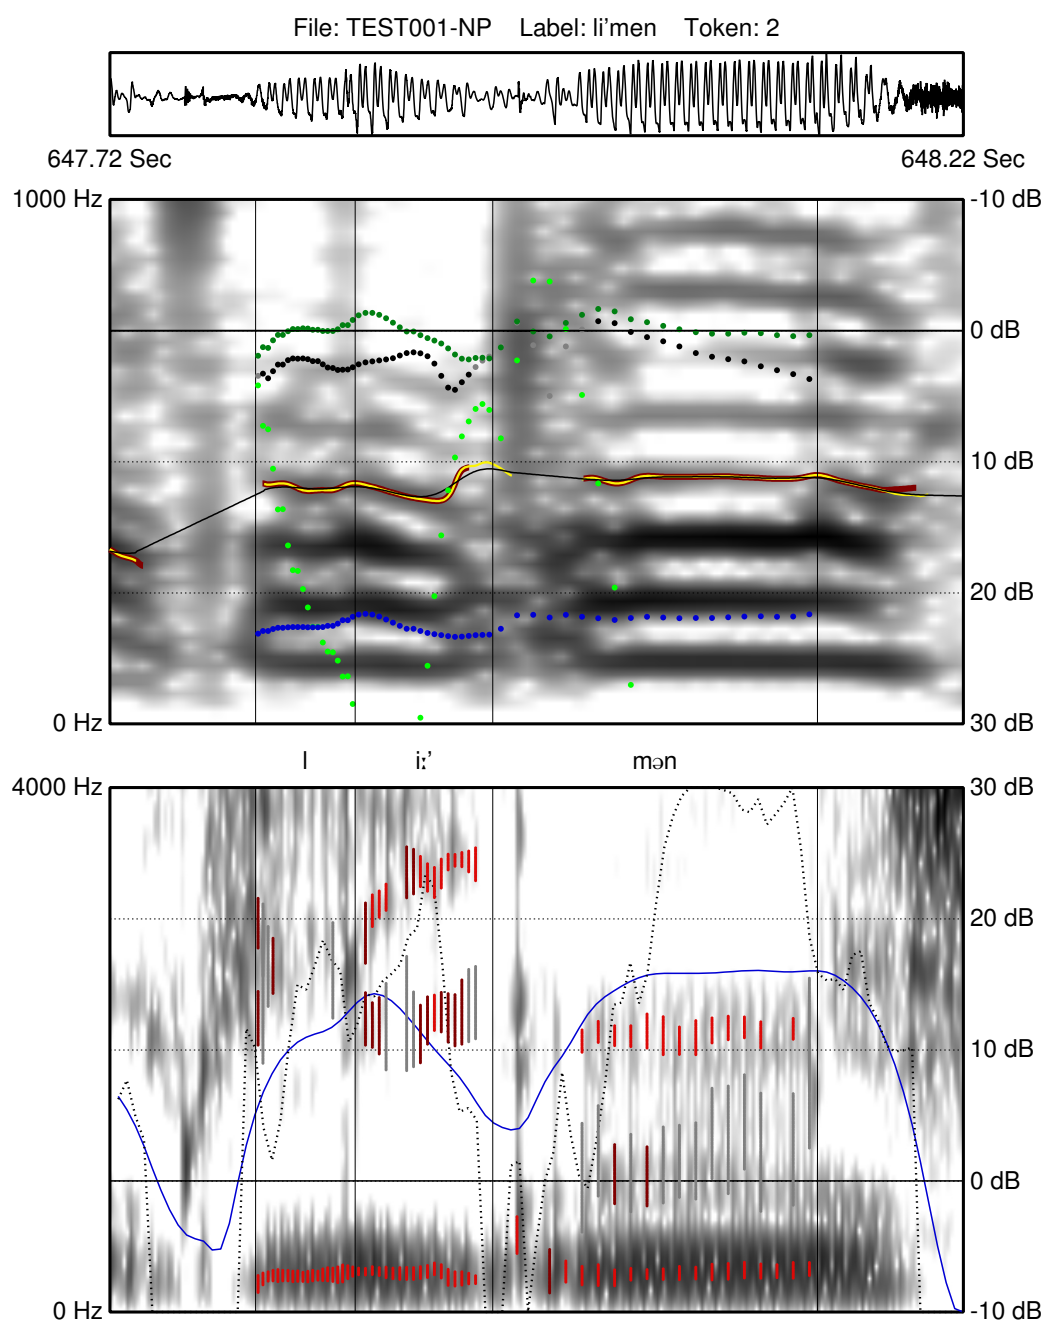 File: TEST001-NP Label: li’men Token: 2
647.72 Sec 648.22 Sec
1000 Hz -10 dB
0 dB
10 dB
20 dB
0 Hz 30 dB
l iː’ mən
4000 Hz 30 dB
20 dB
10 dB
0 dB
0 Hz -10 dB